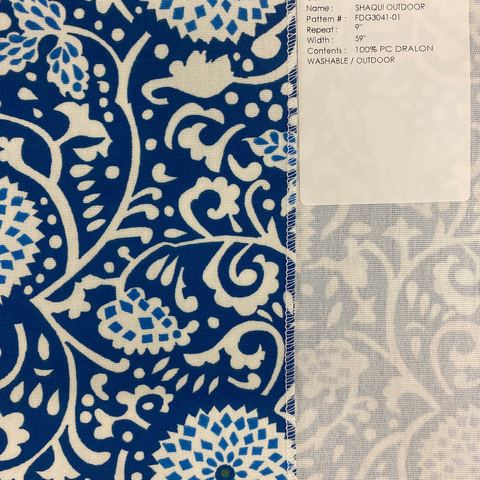 Name : SHAQUI OUTDOOR
Pattern # : FDG3041-01
Repeat : 9"
Width : 59"
Contents : 100% PC DRALON
WASHABLE / OUTDOOR